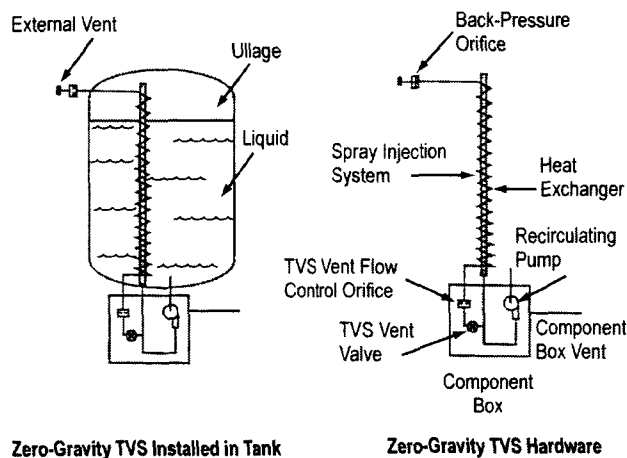 External Vent
Ullage
Liquid
Zero-Gravity TVS Installed in Tank
Back-Pressure
Orifice
Spray Injection
System
Heat
Exchanger
Recirculating
Pump
TVS Vent Flow
Control Orifice
TVS Vent
Valve
Component
Box Vent
Component
Box
Zero-Gravity TVS Hardware